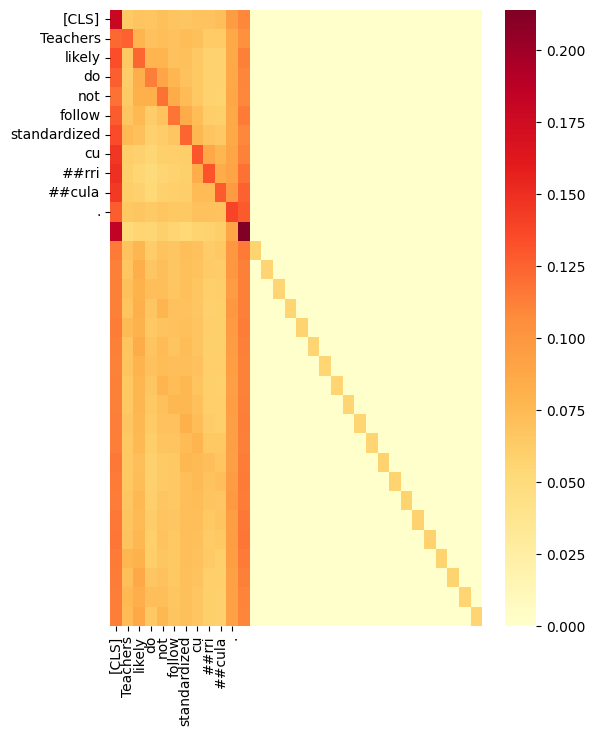 [CLS]
Teachers
likely
do
not
follow
standardized
cu
##rri
##cula
.
[CLS]
Teachers
likely
do
not
follow
standardized
cu
##rri
##cula
.
0.200
0.175
0.150
0.125
0.100
0.075
0.050
0.025
0.000